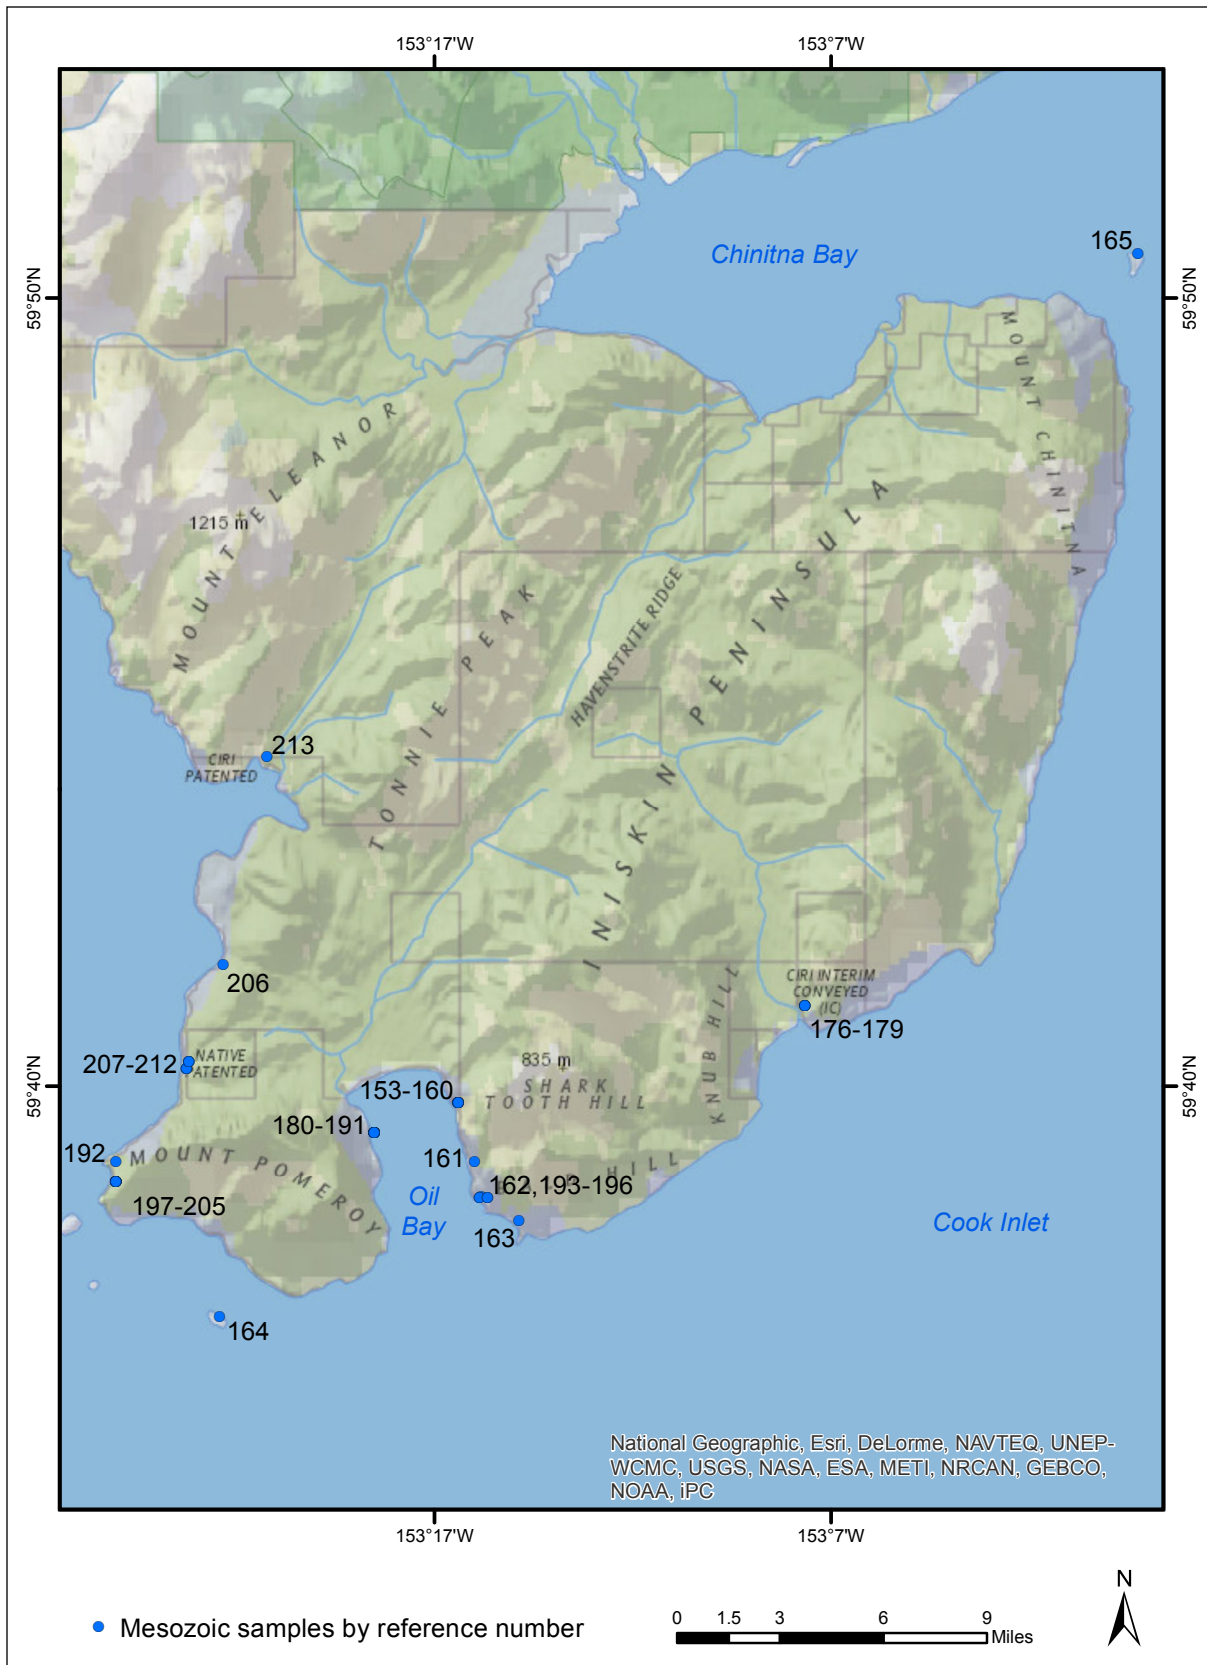 153°17'W
153°7'W
Chinitna Bay
165
59°50'N
59°50'N
MOUNT CHINITNA
MOUNT ELEANOR
1215 m
INISKIN PENINSULA
HAVENSTRITE RIDGE
TONNIE PEAK
213
CIRI
PATENTED
206
CIRI INTERIM
CONVEYED
(IC)
176-179
KNUB HILL
207-212
NATIVE
PATENTED
835 m
SHARK
TOOTH HILL
153-160
59°40'N
59°40'N
180-191
192
MOUNT POMEROY
161
HILL
162,193-196
197-205
Oil
Bay
163
Cook Inlet
164
National Geographic, Esri, DeLorme, NAVTEQ, UNEP-
WCMC, USGS, NASA, ESA, METI, NRCAN, GEBCO,
NOAA, iPC
153°17'W
153°7'W
N
Mesozoic samples by reference number
0 1.5 3 6 9
Miles